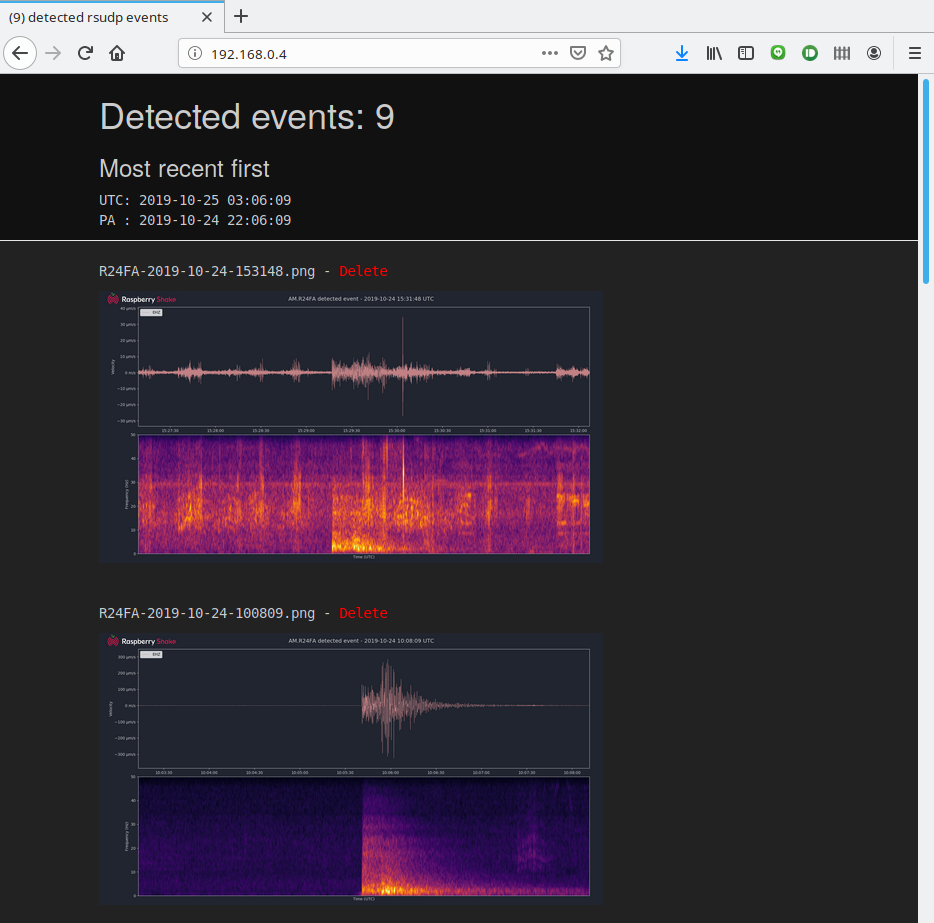 (9) detected rsudp events
192.168.0.4
Detected events: 9
Most recent first
UTC: 2019-10-25 03:06:09
PA : 2019-10-24 22:06:09
R24FA-2019-10-24-153148.png - Delete
Raspberry Shake
AM.R24FA detected event - 2019-10-24 15:31:48 UTC
EHZ
40 µm/s
30 µm/s
20 µm/s
10 µm/s
0 m/s
−10 µm/s
−20 µm/s
−30 µm/s
Velocity
15:27:30 15:28:00 15:28:30 15:29:00 15:29:30 15:30:00 15:30:30 15:31:00 15:31:30 15:32:00
50
40
30
20
10
0
Frequency (Hz)
Time (UTC)
R24FA-2019-10-24-100809.png - Delete
Raspberry Shake
AM.R24FA detected event - 2019-10-24 10:08:09 UTC
EHZ
300 µm/s
200 µm/s
100 µm/s
0 m/s
−100 µm/s
−200 µm/s
−300 µm/s
Velocity
10:03:30 10:04:00 10:04:30 10:05:00 10:05:30 10:06:00 10:06:30 10:07:00 10:07:30 10:08:00
50
40
30
20
10
0
Frequency (Hz)
Time (UTC)